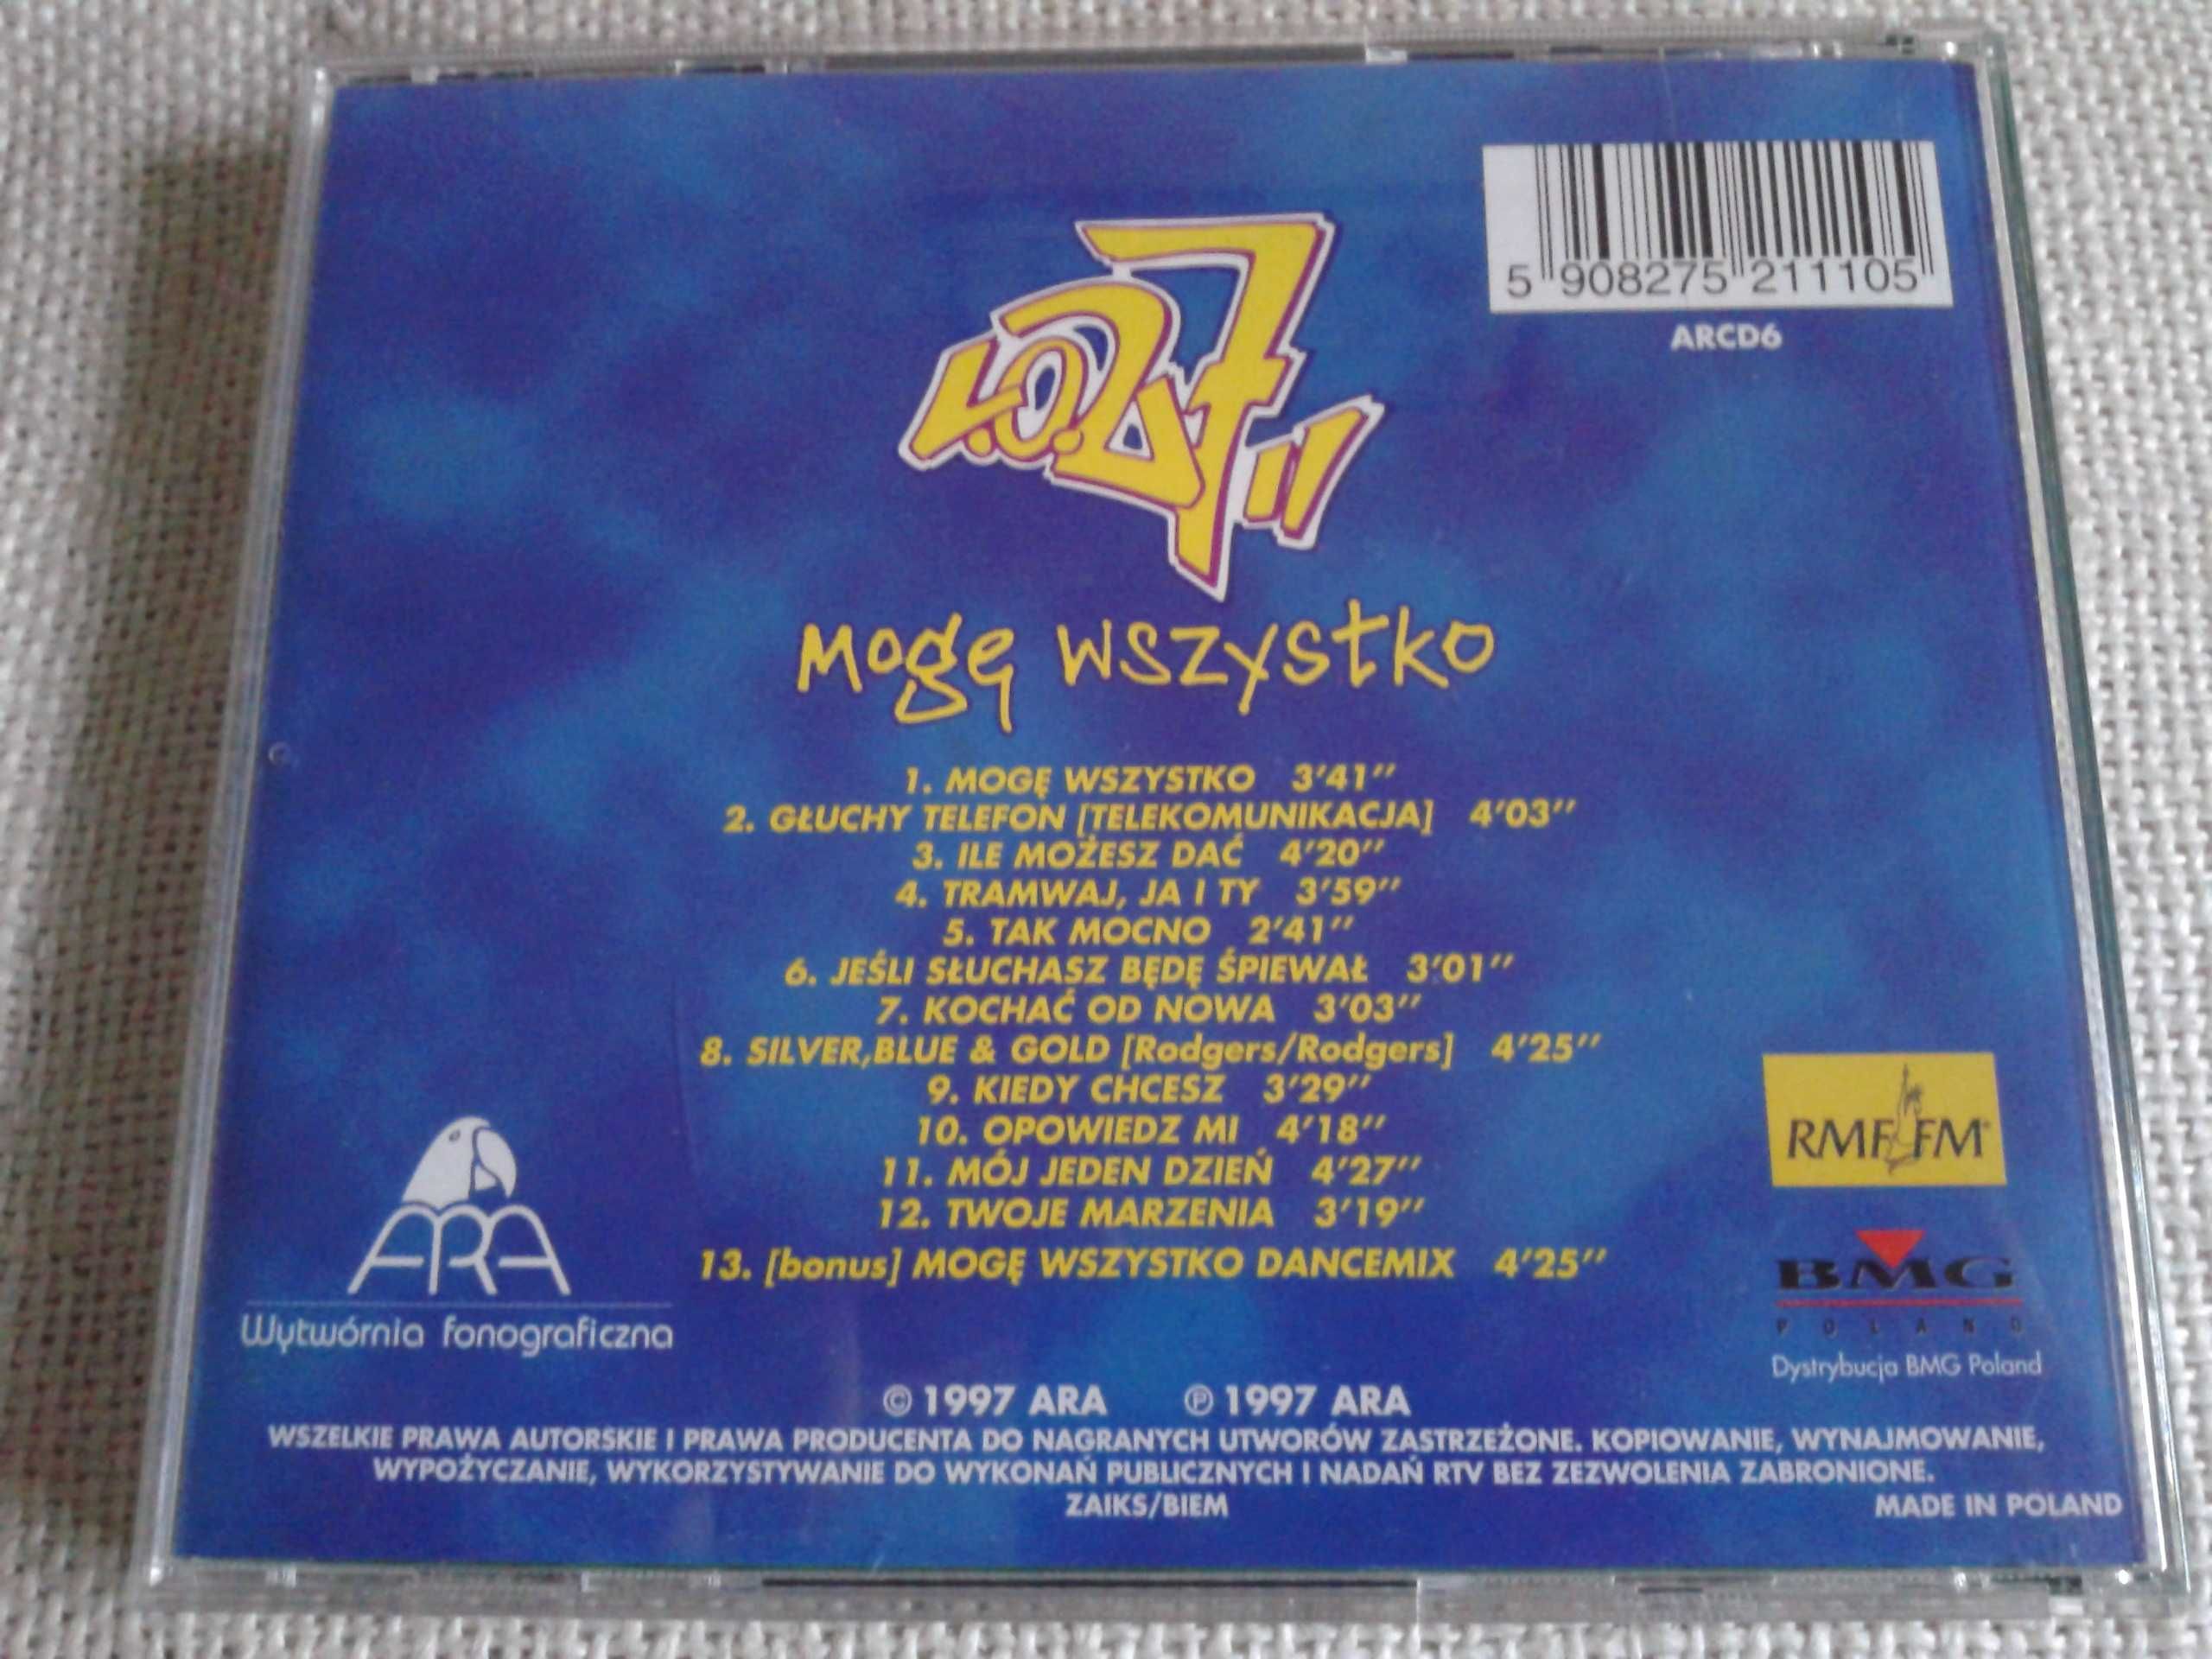 5 908275 211105
ARCD6
L.O.27
Mogę wszystko
1. MOGĘ WSZYSTKO 3'41''
2. GŁUCHY TELEFON [TELEKOMUNIKACJA] 4'03''
3. ILE MOŻESZ DAĆ 4'20''
4. TRAMWAJ, JA I TY 3'59''
5. TAK MOCNO 2'41''
6. JEŚLI SŁUCHASZ BĘDĘ ŚPIEWAŁ 3'01''
7. KOCHAĆ OD NOWA 3'03''
8. SILVER,BLUE & GOLD [Rodgers/Rodgers] 4'25''
9. KIEDY CHCESZ 3'29''
10. OPOWIEDZ MI 4'18''
11. MÓJ JEDEN DZIEŃ 4'27''
12. TWOJE MARZENIA 3'19''
13. [bonus] MOGĘ WSZYSTKO DANCEMIX 4'25''
ARA
Wytwórnia fonograficzna
RMF FM
BMG
POLAND
Dystrybucja BMG Poland
© 1997 ARA ℗ 1997 ARA
WSZELKIE PRAWA AUTORSKIE I PRAWA PRODUCENTA DO NAGRANYCH UTWORÓW ZASTRZEŻONE. KOPIOWANIE, WYNAJMOWANIE,
WYPOŻYCZANIE, WYKORZYSTYWANIE DO WYKONAŃ PUBLICZNYCH I NADAŃ RTV BEZ ZEZWOLENIA ZABRONIONE.
ZAIKS/BIEM
MADE IN POLAND